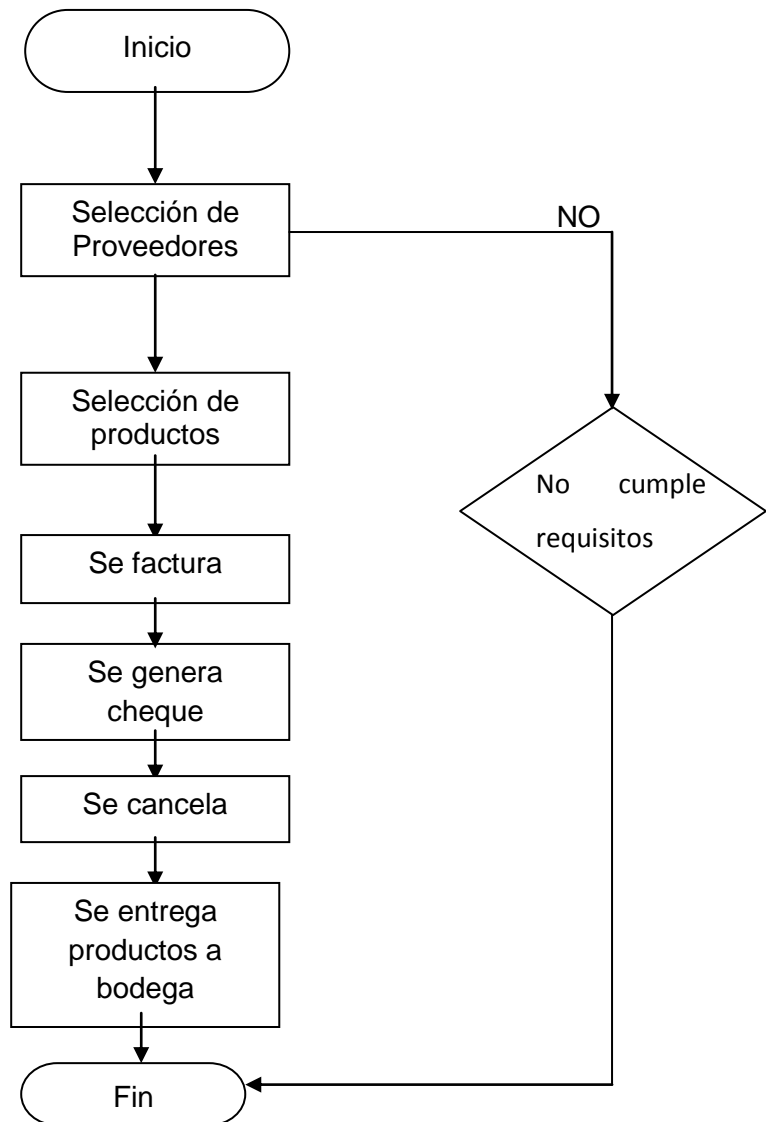 Inicio
Selección de
Proveedores
NO
Selección de
productos
No cumple
requisitos
Se factura
Se genera
cheque
Se cancela
Se entrega
productos a
bodega
Fin